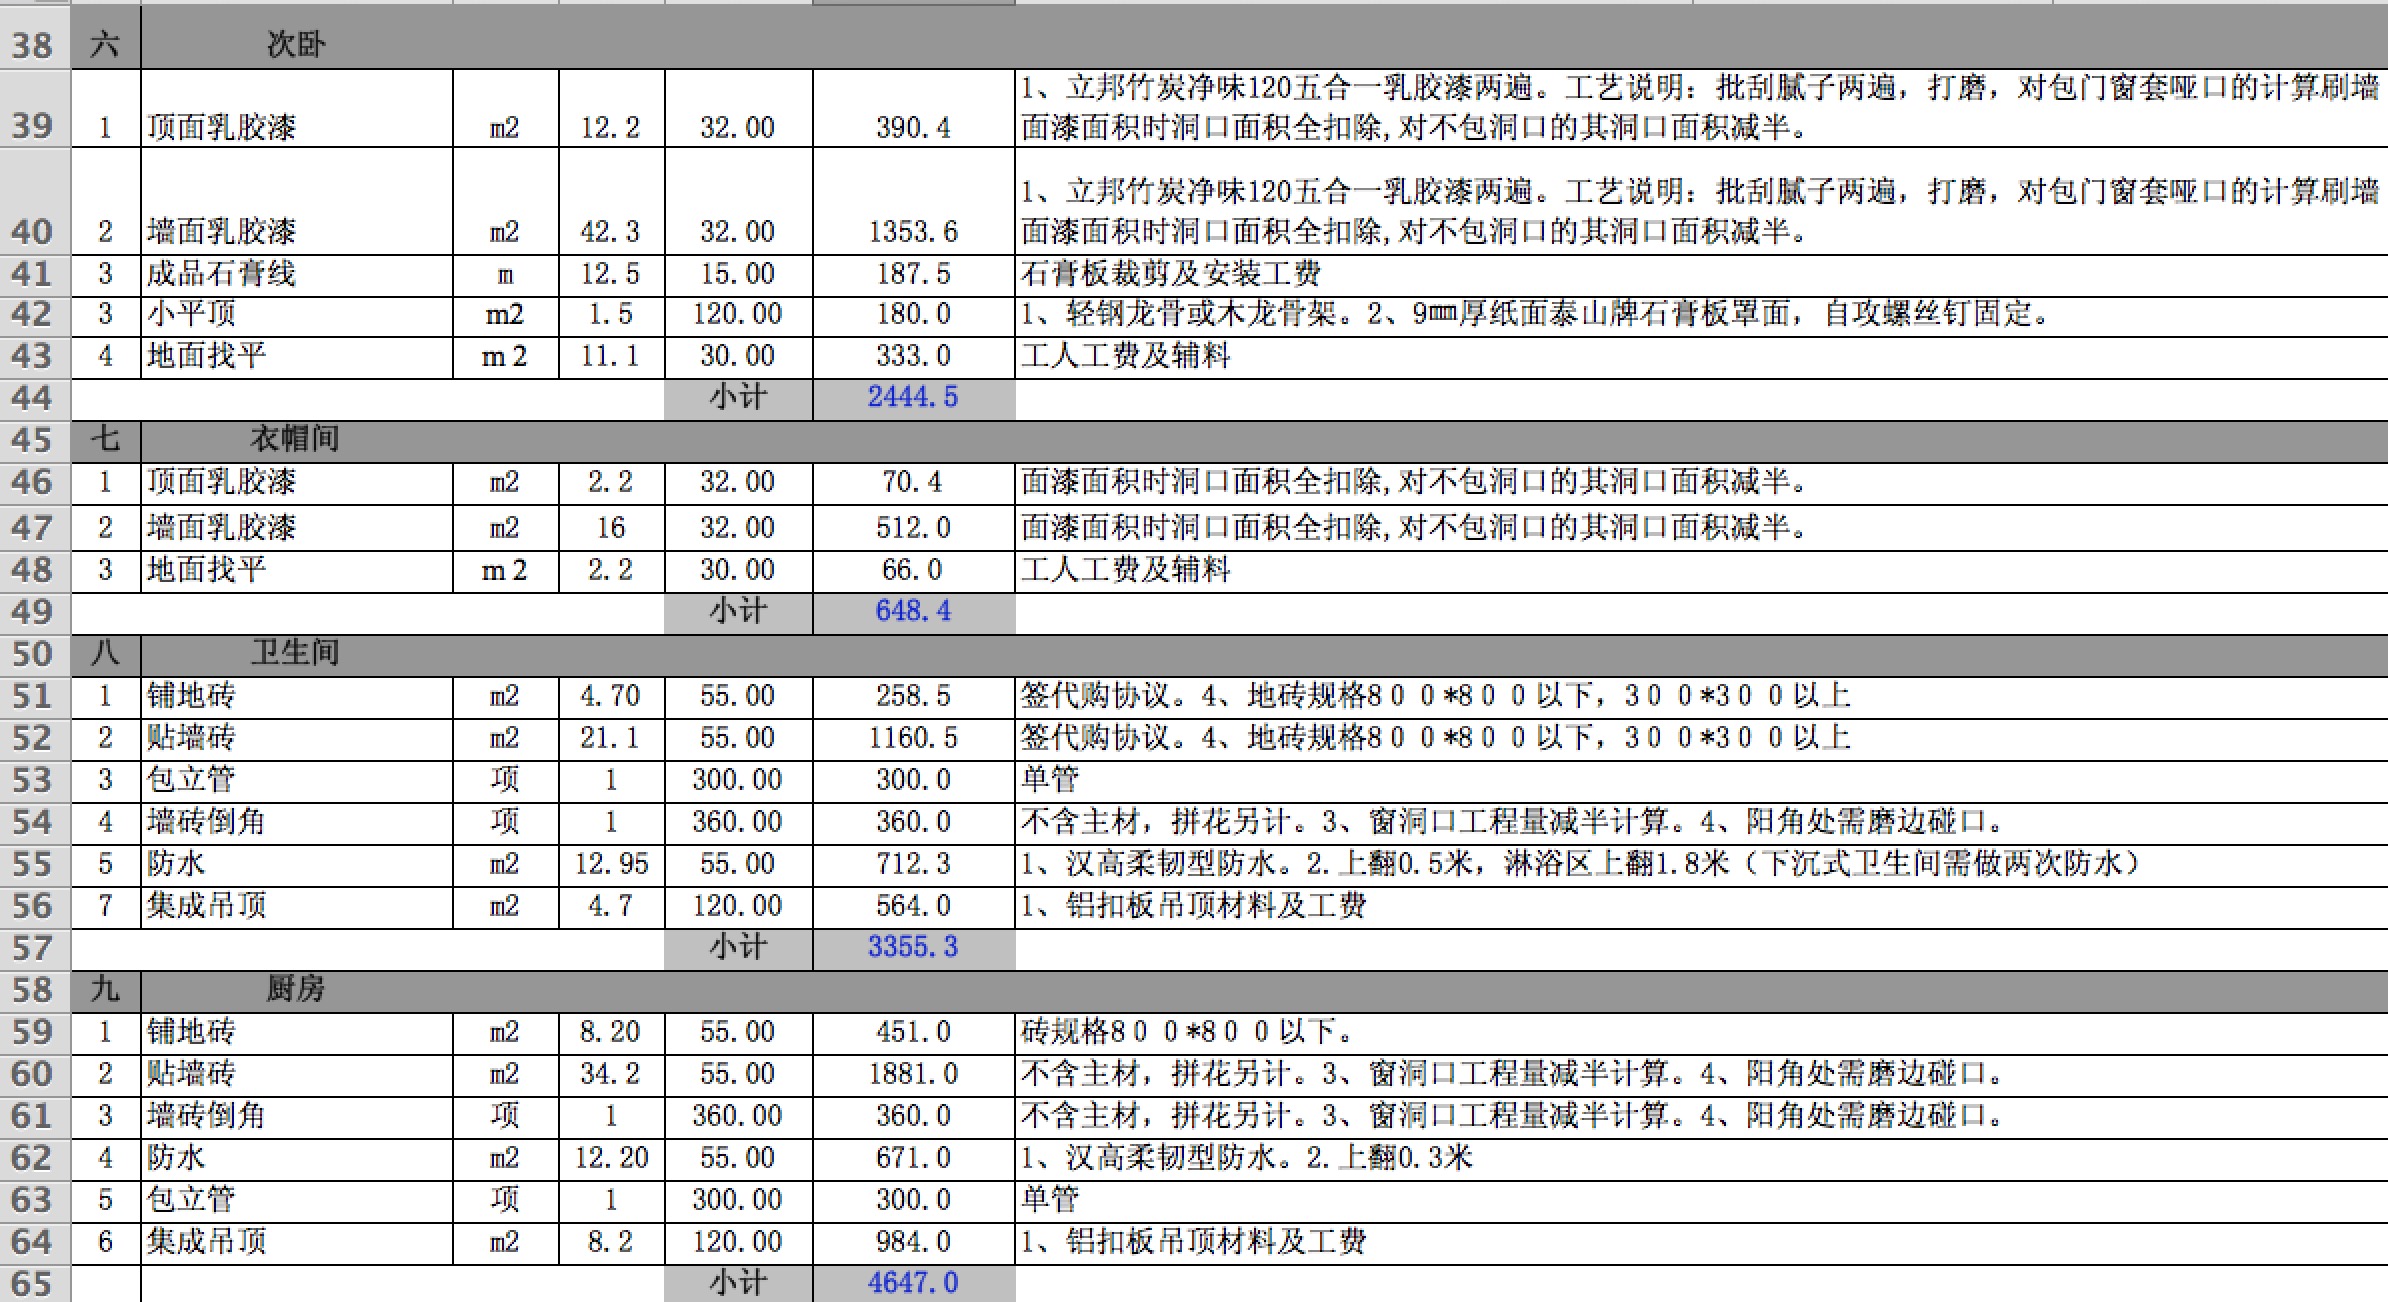 38 六 次卧
1、立邦竹炭净味120五合一乳胶漆两遍。工艺说明：批刮腻子两遍，打磨，对包门窗套哑口的计算刷墙
39 1 顶面乳胶漆 m2 12.2 32.00 390.4 面漆面积时洞口面积全扣除,对不包洞口的其洞口面积减半。
1、立邦竹炭净味120五合一乳胶漆两遍。工艺说明：批刮腻子两遍，打磨，对包门窗套哑口的计算刷墙
40 2 墙面乳胶漆 m2 42.3 32.00 1353.6 面漆面积时洞口面积全扣除,对不包洞口的其洞口面积减半。
41 3 成品石膏线 m 12.5 15.00 187.5 石膏板裁剪及安装工费
42 3 小平顶 m2 1.5 120.00 180.0 1、轻钢龙骨或木龙骨架。2、9㎜厚纸面泰山牌石膏板罩面，自攻螺丝钉固定。
43 4 地面找平 m2 11.1 30.00 333.0 工人工费及辅料
44 小计 2444.5
45 七 衣帽间
46 1 顶面乳胶漆 m2 2.2 32.00 70.4 面漆面积时洞口面积全扣除,对不包洞口的其洞口面积减半。
47 2 墙面乳胶漆 m2 16 32.00 512.0 面漆面积时洞口面积全扣除,对不包洞口的其洞口面积减半。
48 3 地面找平 m2 2.2 30.00 66.0 工人工费及辅料
49 小计 648.4
50 八 卫生间
51 1 铺地砖 m2 4.70 55.00 258.5 签代购协议。4、地砖规格８００*８００以下，３００*３００以上
52 2 贴墙砖 m2 21.1 55.00 1160.5 签代购协议。4、地砖规格８００*８００以下，３００*３００以上
53 3 包立管 项 1 300.00 300.0 单管
54 4 墙砖倒角 项 1 360.00 360.0 不含主材，拼花另计。3、窗洞口工程量减半计算。4、阳角处需磨边碰口。
55 5 防水 m2 12.95 55.00 712.3 1、汉高柔韧型防水。2.上翻0.5米，淋浴区上翻1.8米（下沉式卫生间需做两次防水）
56 7 集成吊顶 m2 4.7 120.00 564.0 1、铝扣板吊顶材料及工费
57 小计 3355.3
58 九 厨房
59 1 铺地砖 m2 8.20 55.00 451.0 砖规格８００*８００以下。
60 2 贴墙砖 m2 34.2 55.00 1881.0 不含主材，拼花另计。3、窗洞口工程量减半计算。4、阳角处需磨边碰口。
61 3 墙砖倒角 项 1 360.00 360.0 不含主材，拼花另计。3、窗洞口工程量减半计算。4、阳角处需磨边碰口。
62 4 防水 m2 12.20 55.00 671.0 1、汉高柔韧型防水。2.上翻0.3米
63 5 包立管 项 1 300.00 300.0 单管
64 6 集成吊顶 m2 8.2 120.00 984.0 1、铝扣板吊顶材料及工费
65 小计 4647.0